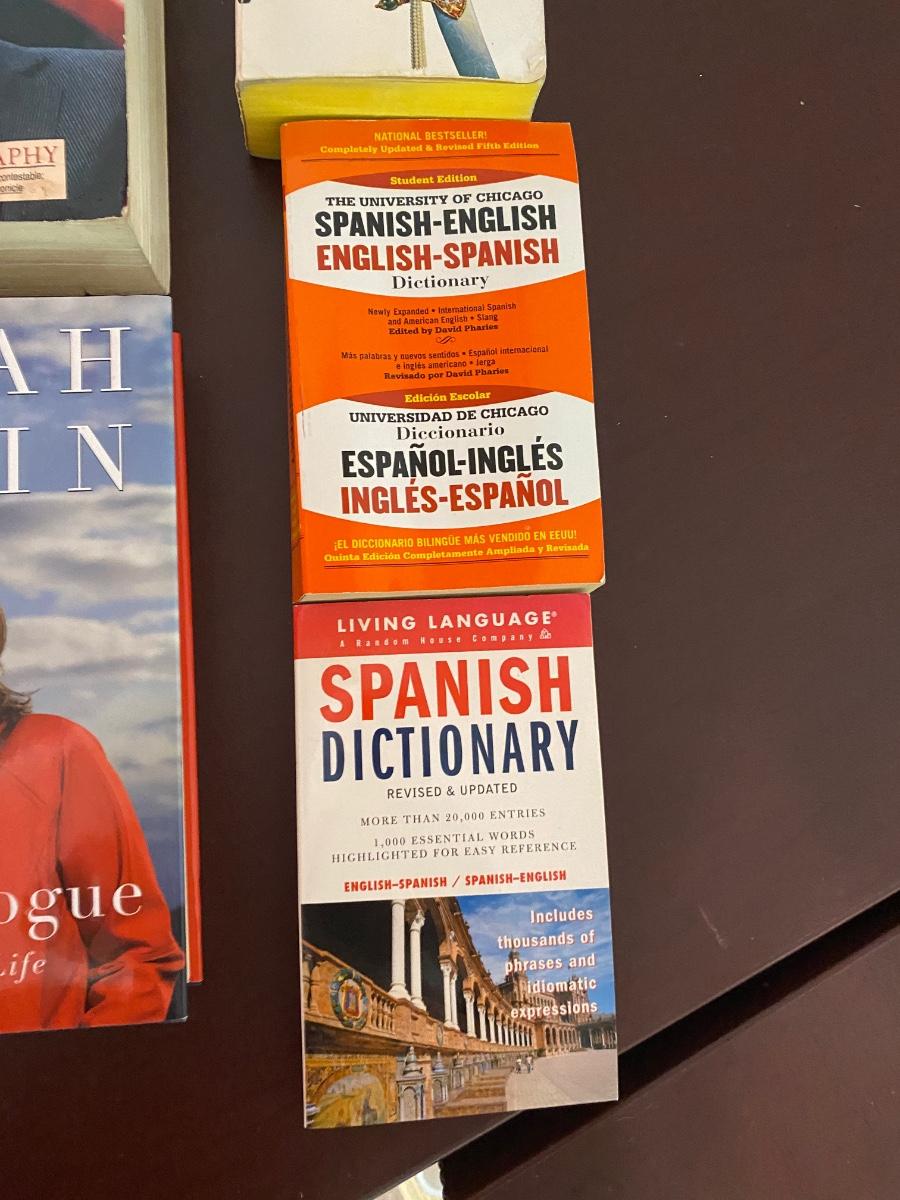 APHY
contestable;
onicle
AH
IN
ogue
Life
NATIONAL BESTSELLER!
Completely Updated & Revised Fifth Edition
Student Edition
THE UNIVERSITY OF CHICAGO
SPANISH-ENGLISH
ENGLISH-SPANISH
Dictionary
Newly Expanded • International Spanish
and American English • Slang
Edited by David Pharies
Más palabras y nuevos sentidos • Español internacional
e inglés americano • Jerga
Revisado por David Pharies
Edición Escolar
UNIVERSIDAD DE CHICAGO
Diccionario
ESPAÑOL-INGLÉS
INGLÉS-ESPAÑOL
¡EL DICCIONARIO BILINGÜE MÁS VENDIDO EN EEUU!
Quinta Edición Completamente Ampliada y Revisada
LIVING LANGUAGE®
A Random House Company
SPANISH
DICTIONARY
REVISED & UPDATED
MORE THAN 20,000 ENTRIES
1,000 ESSENTIAL WORDS
HIGHLIGHTED FOR EASY REFERENCE
ENGLISH–SPANISH / SPANISH–ENGLISH
Includes
thousands of
phrases and
idiomatic
expressions